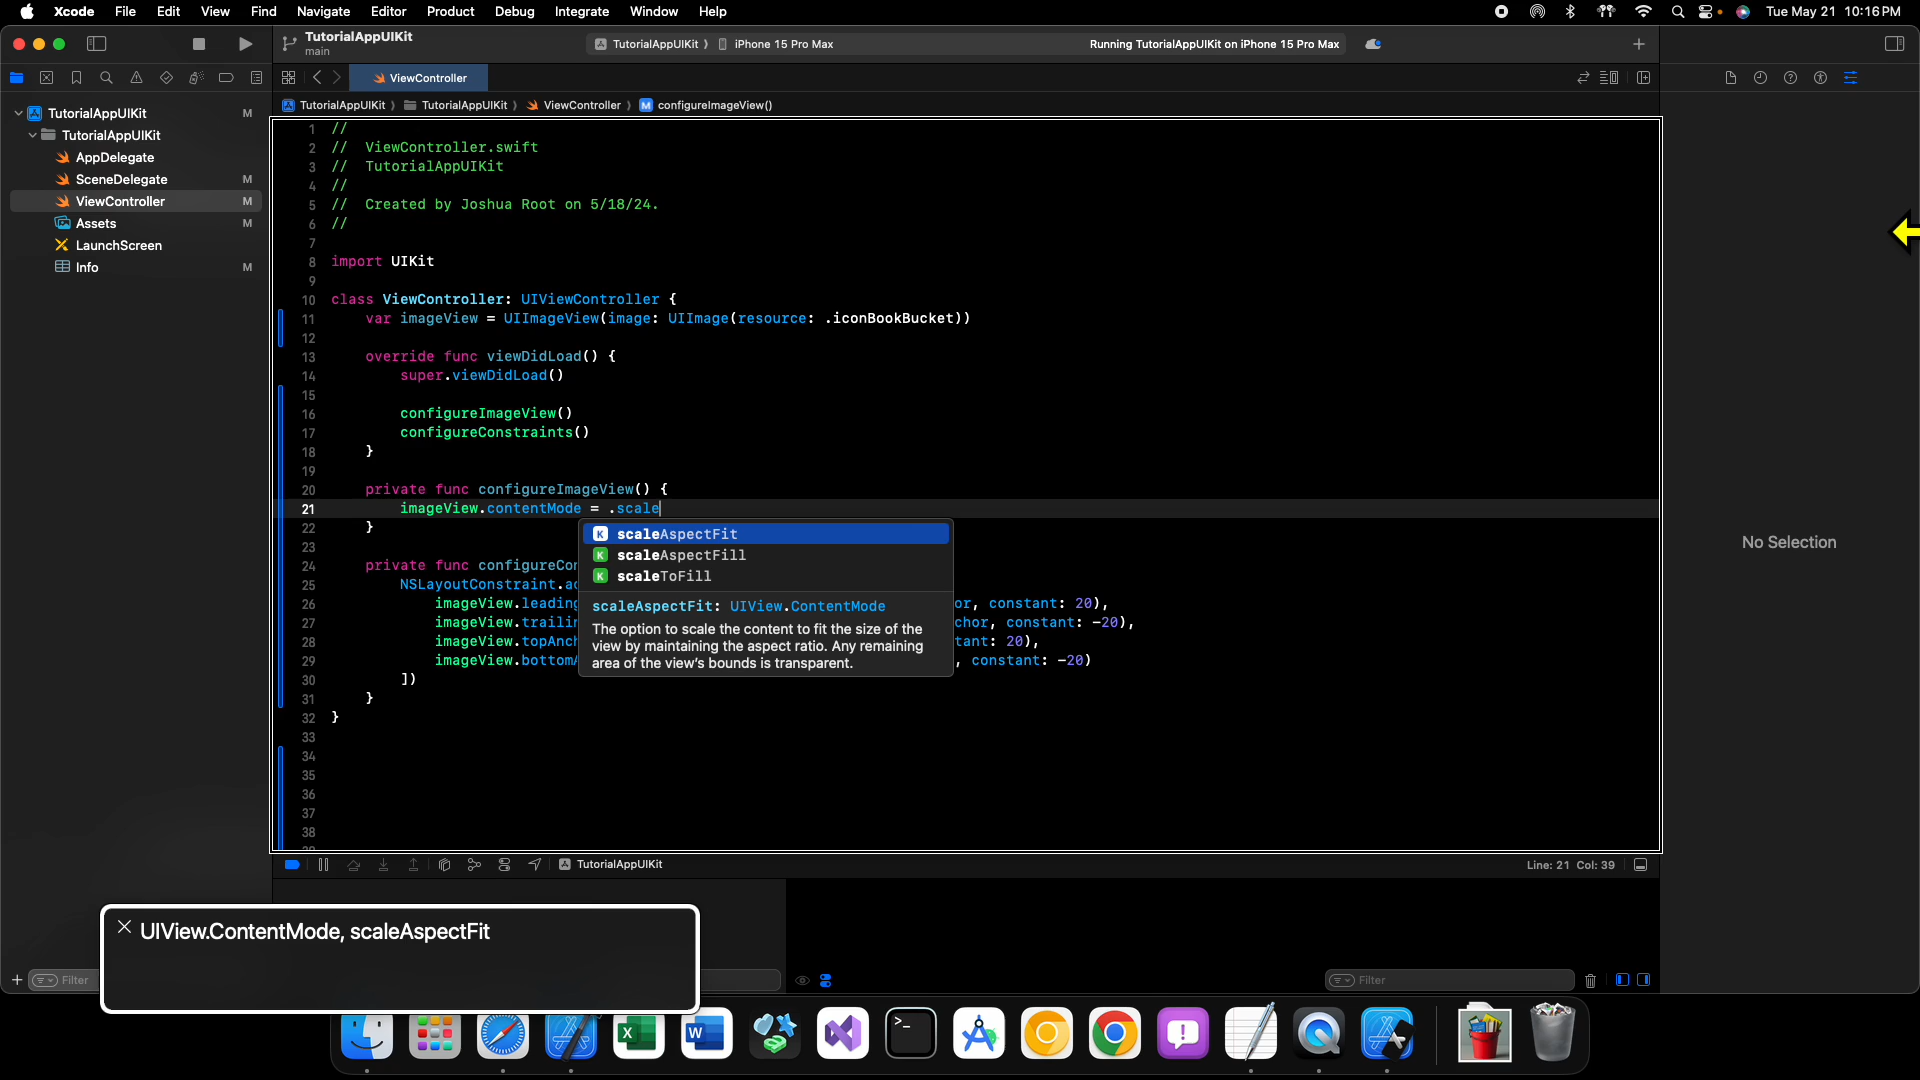 Xcode File Edit View Find Navigate Editor Product Debug Integrate Window Help
Tue May 21 10:16 PM
TutorialAppUIKit
main
TutorialAppUIKit
iPhone 15 Pro Max
Running TutorialAppUIKit on iPhone 15 Pro Max
ViewController
TutorialAppUIKit
TutorialAppUIKit
ViewController
M configureImageView()
TutorialAppUIKit M
TutorialAppUIKit
AppDelegate
SceneDelegate M
ViewController M
Assets M
LaunchScreen
Info M
1 //
2 // ViewController.swift
3 // TutorialAppUIKit
4 //
5 // Created by Joshua Root on 5/18/24.
6 //
7
8 import UIKit
9
10 class ViewController: UIViewController {
11 var imageView = UIImageView(image: UIImage(resource: .iconBookBucket))
12
13 override func viewDidLoad() {
14 super.viewDidLoad()
15
16 configureImageView()
17 configureConstraints()
18 }
19
20 private func configureImageView() {
21 imageView.contentMode = .scale
22 }
23
24 private func configureCon
25 NSLayoutConstraint.ac
26 imageView.leading or, constant: 20),
27 imageView.trailin chor, constant: -20),
28 imageView.topAnch tant: 20),
29 imageView.bottomA , constant: -20)
30 ])
31 }
32 }
33
34
35
36
37
38
K scaleAspectFit
K scaleAspectFill
K scaleToFill
scaleAspectFit: UIView.ContentMode
The option to scale the content to fit the size of the
view by maintaining the aspect ratio. Any remaining
area of the view's bounds is transparent.
No Selection
TutorialAppUIKit
Line: 21 Col: 39
UIView.ContentMode, scaleAspectFit
Filter
Filter